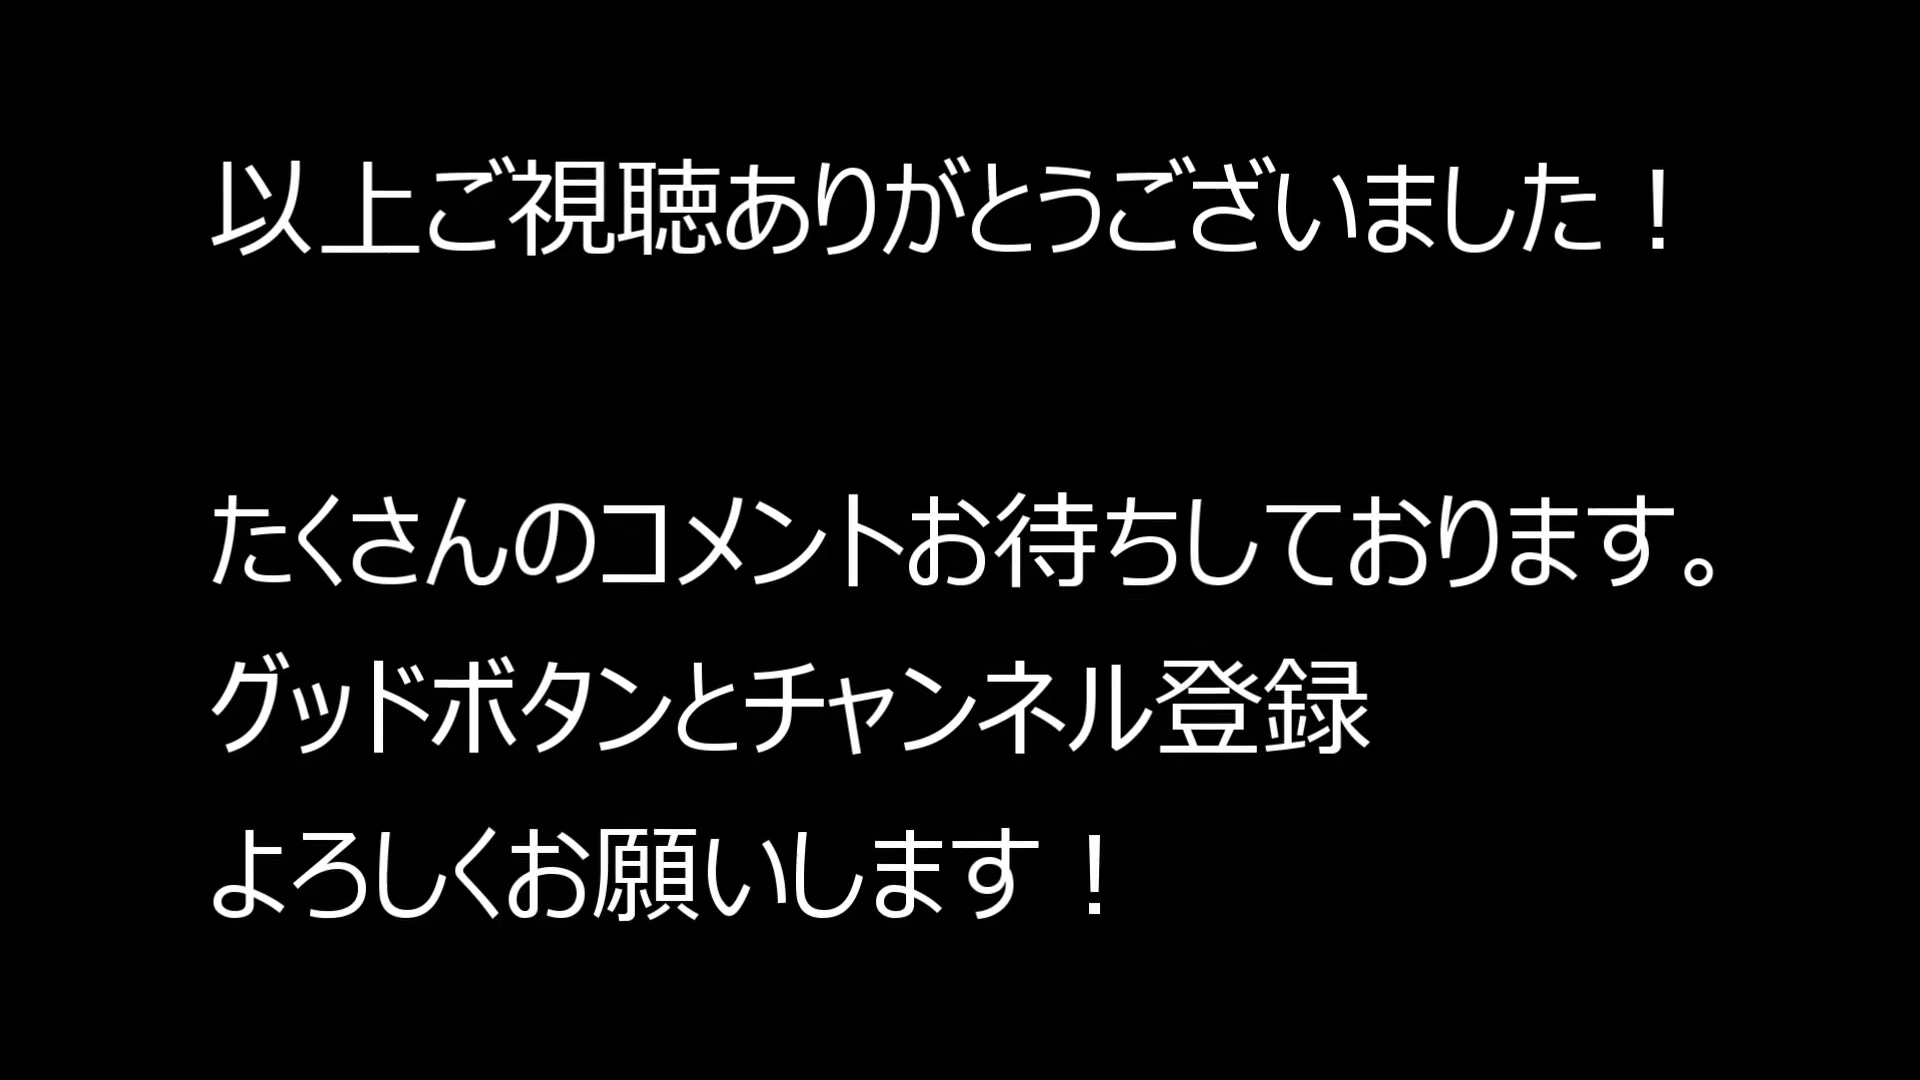 以上ご視聴ありがとうございました！
たくさんのコメントお待ちしております。
グッドボタンとチャンネル登録
よろしくお願いします！